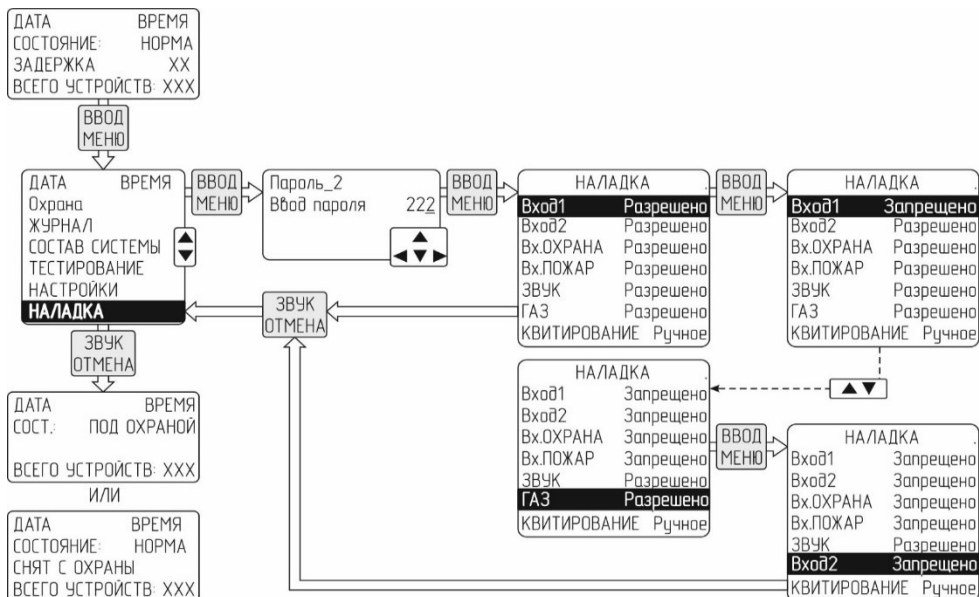 ДАТА ВРЕМЯ
СОСТОЯНИЕ: НОРМА
ЗАДЕРЖКА XX
ВСЕГО УСТРОЙСТВ: XXX
ВВОД
МЕНЮ
ДАТА ВРЕМЯ
Охрана
ЖУРНАЛ
СОСТАВ СИСТЕМЫ
ТЕСТИРОВАНИЕ
НАСТРОЙКИ
НАЛАДКА
ВВОД
МЕНЮ
Пароль_2
Ввод пароля 222
ВВОД
МЕНЮ
НАЛАДКА
Вход1 Разрешено
Вход2 Разрешено
Вх.ОХРАНА Разрешено
Вх.ПОЖАР Разрешено
ЗВУК Разрешено
ГАЗ Разрешено
КВИТИРОВАНИЕ Ручное
ВВОД
МЕНЮ
НАЛАДКА
Вход1 Запрещено
Вход2 Разрешено
Вх.ОХРАНА Разрешено
Вх.ПОЖАР Разрешено
ЗВУК Разрешено
ГАЗ Разрешено
КВИТИРОВАНИЕ Ручное
ЗВУК
ОТМЕНА
ЗВУК
ОТМЕНА
ДАТА ВРЕМЯ
СОСТ.: ПОД ОХРАНОЙ
ВСЕГО УСТРОЙСТВ: XXX
ИЛИ
ДАТА ВРЕМЯ
СОСТОЯНИЕ: НОРМА
СНЯТ С ОХРАНЫ
ВСЕГО УСТРОЙСТВ: XXX
НАЛАДКА
Вход1 Запрещено
Вход2 Запрещено
Вх.ОХРАНА Запрещено
Вх.ПОЖАР Запрещено
ЗВУК Разрешено
ГАЗ Разрешено
КВИТИРОВАНИЕ Ручное
ВВОД
МЕНЮ
НАЛАДКА
Вход1 Запрещено
Вход2 Запрещено
Вх.ОХРАНА Запрещено
Вх.ПОЖАР Запрещено
ЗВУК Разрешено
Вход2 Запрещено
КВИТИРОВАНИЕ Ручное